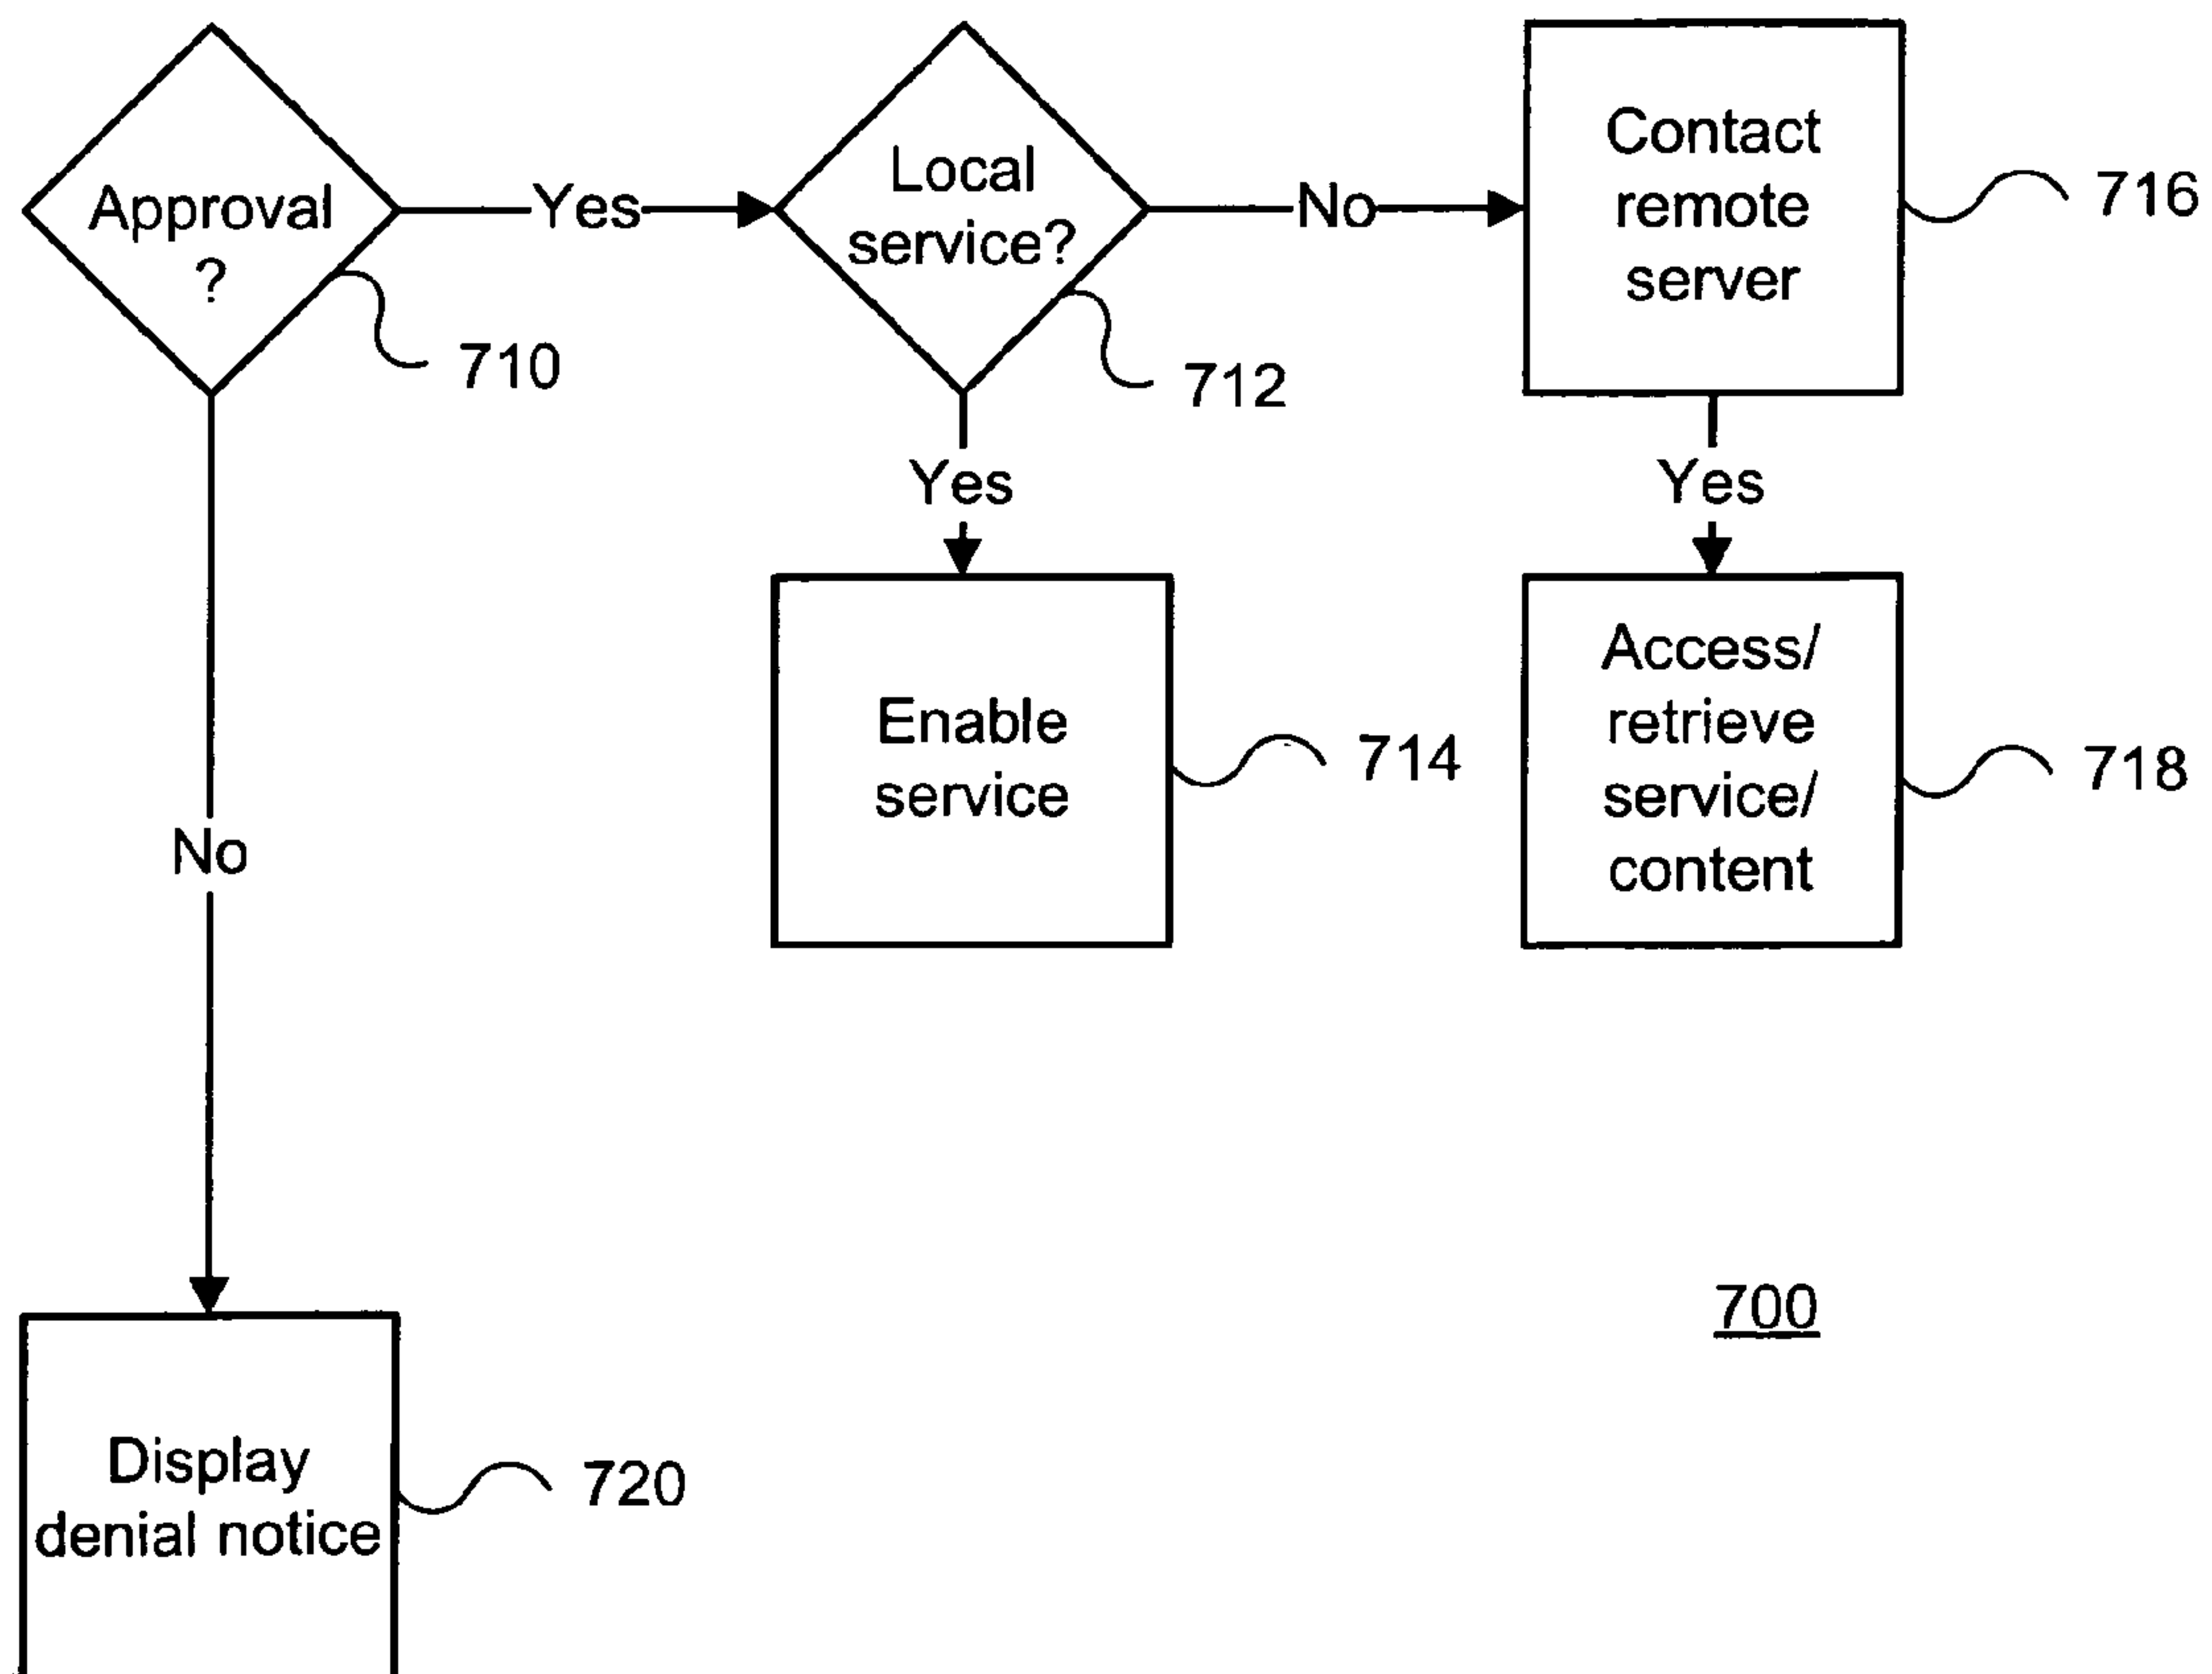 Approval
?
710
Yes
Local
service?
712
No
Contact
remote
server
716
Yes
Yes
Enable
service
714
Access/
retrieve
service/
content
718
No
700
Display
denial notice
720